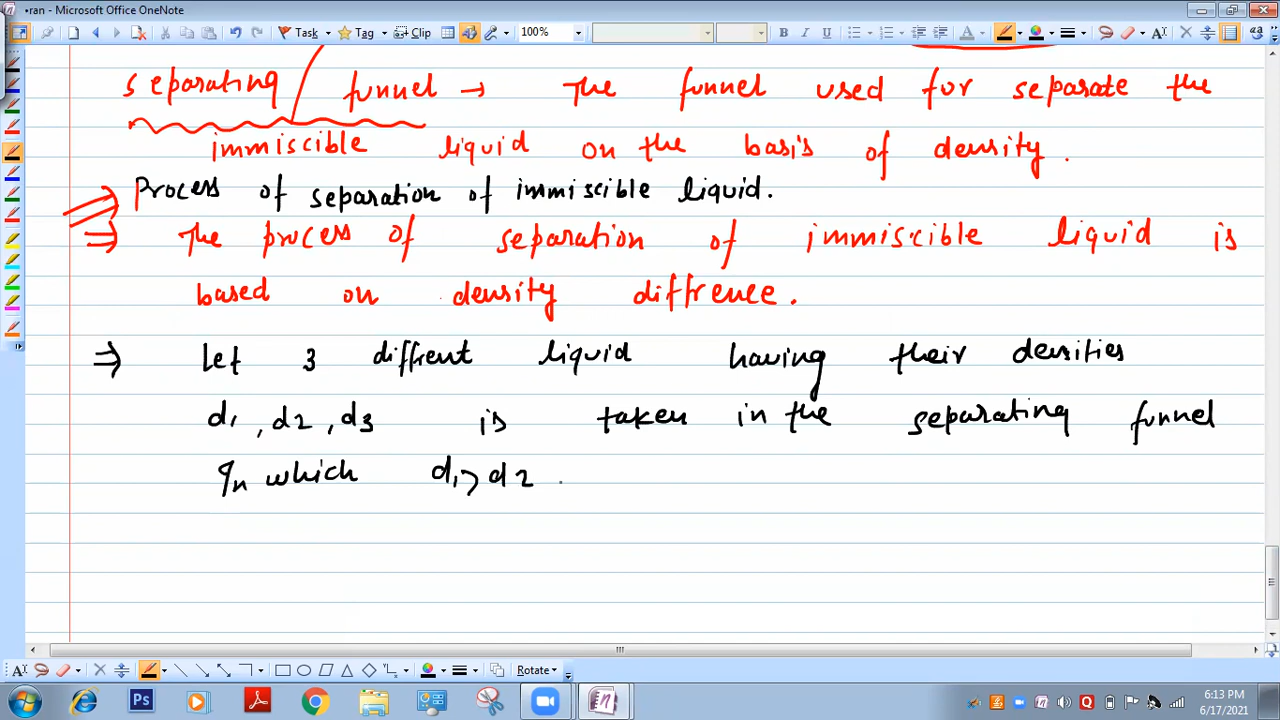 •ran - Microsoft Office OneNote
Task Tag Clip 100% B I U
separating funnel → The funnel used for separate the
immiscible liquid on the basis of density.
Process of separation of immiscible liquid.
⇒ The process of separation of immiscible liquid is
based on density diffrence.
⇒ Let 3 diffrent liquid having their densities
d1, d2, d3 is taken in the separating funnel
In which d1> d2
Rotate
6:13 PM
6/17/2021